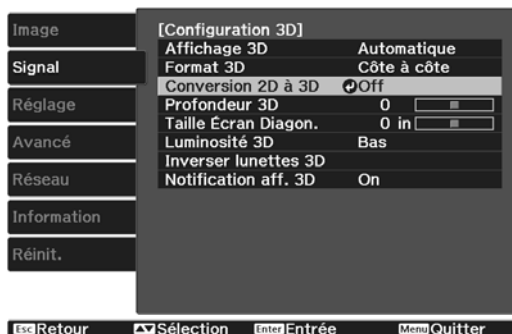 Image
Signal
Réglage
Avancé
Réseau
Information
Réinit.
[Configuration 3D]
Affichage 3D Automatique
Format 3D Côte à côte
Conversion 2D à 3D Off
Profondeur 3D 0
Taille Écran Diagon. 0 in
Luminosité 3D Bas
Inverser lunettes 3D
Notification aff. 3D On
Esc Retour Sélection Enter Entrée Menu Quitter